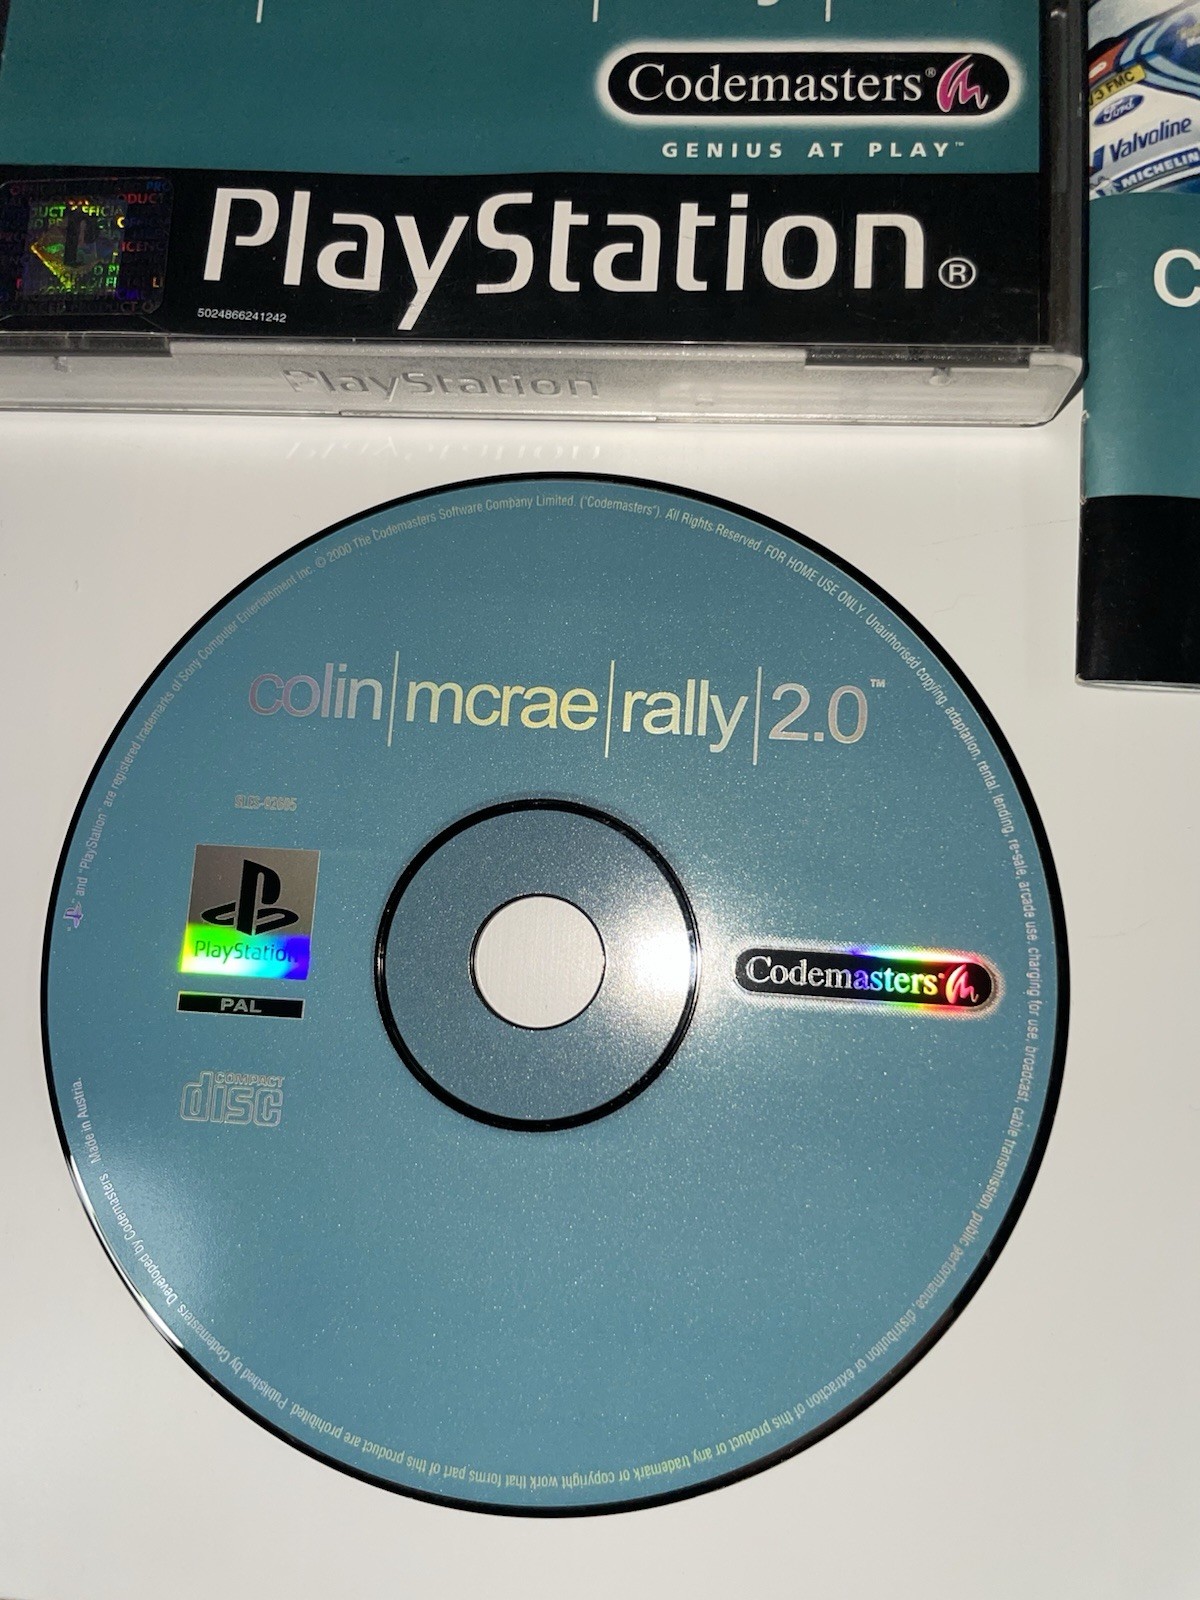 Codemasters®
GENIUS AT PLAY™
PlayStation®
5024866241242
PlayStation
3 FMC
Ford
Valvoline
MICHELIN
C
colin|mcrae|rally|2.0™
PlayStation
PAL
COMPACT
disc
Codemasters
and "PlayStation" are registered trademarks of Sony Computer Entertainment Inc. © 2000 The Codemasters Software Company Limited. ("Codemasters"). All Rights Reserved. FOR HOME USE ONLY. Unauthorised copying, adaptation, rental, lending, re-sale, arcade use, charging for use, broadcast, cable transmission, public performance, distribution or extraction of this product or any trademark or copyright work that forms part of this product are prohibited. Published by Codemasters. Developed by Codemasters. Made in Austria.